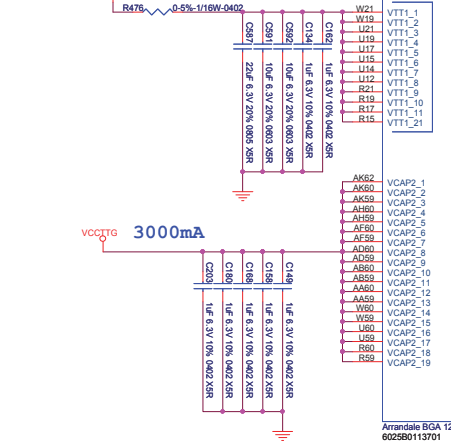 R476
0-5%-1/16W-0402
C587
22uF 6.3V 20% 0805 X5R
C591
10uF 6.3V 20% 0603 X5R
C592
10uF 6.3V 20% 0603 X5R
C134
1uF 6.3V 10% 0402 X5R
C162
1uF 6.3V 10% 0402 X5R
W21
W19
U21
U19
U17
U15
U14
U12
R21
R19
R17
R15
VTT1_1
VTT1_2
VTT1_3
VTT1_4
VTT1_5
VTT1_6
VTT1_7
VTT1_8
VTT1_9
VTT1_10
VTT1_11
VTT1_21
VCCTTG
3000mA
C203
1uF 6.3V 10% 0402 X5R
C180
1uF 6.3V 10% 0402 X5R
C168
1uF 6.3V 10% 0402 X5R
C158
1uF 6.3V 10% 0402 X5R
C149
1uF 6.3V 10% 0402 X5R
AK62
AK60
AK59
AH60
AH59
AF60
AF59
AD60
AD59
AB60
AB59
AA60
AA59
W60
W59
U60
U59
R60
R59
VCAP2_1
VCAP2_2
VCAP2_3
VCAP2_4
VCAP2_5
VCAP2_6
VCAP2_7
VCAP2_8
VCAP2_9
VCAP2_10
VCAP2_11
VCAP2_12
VCAP2_13
VCAP2_14
VCAP2_15
VCAP2_16
VCAP2_17
VCAP2_18
VCAP2_19
Arrandale BGA 12
6025B0113701